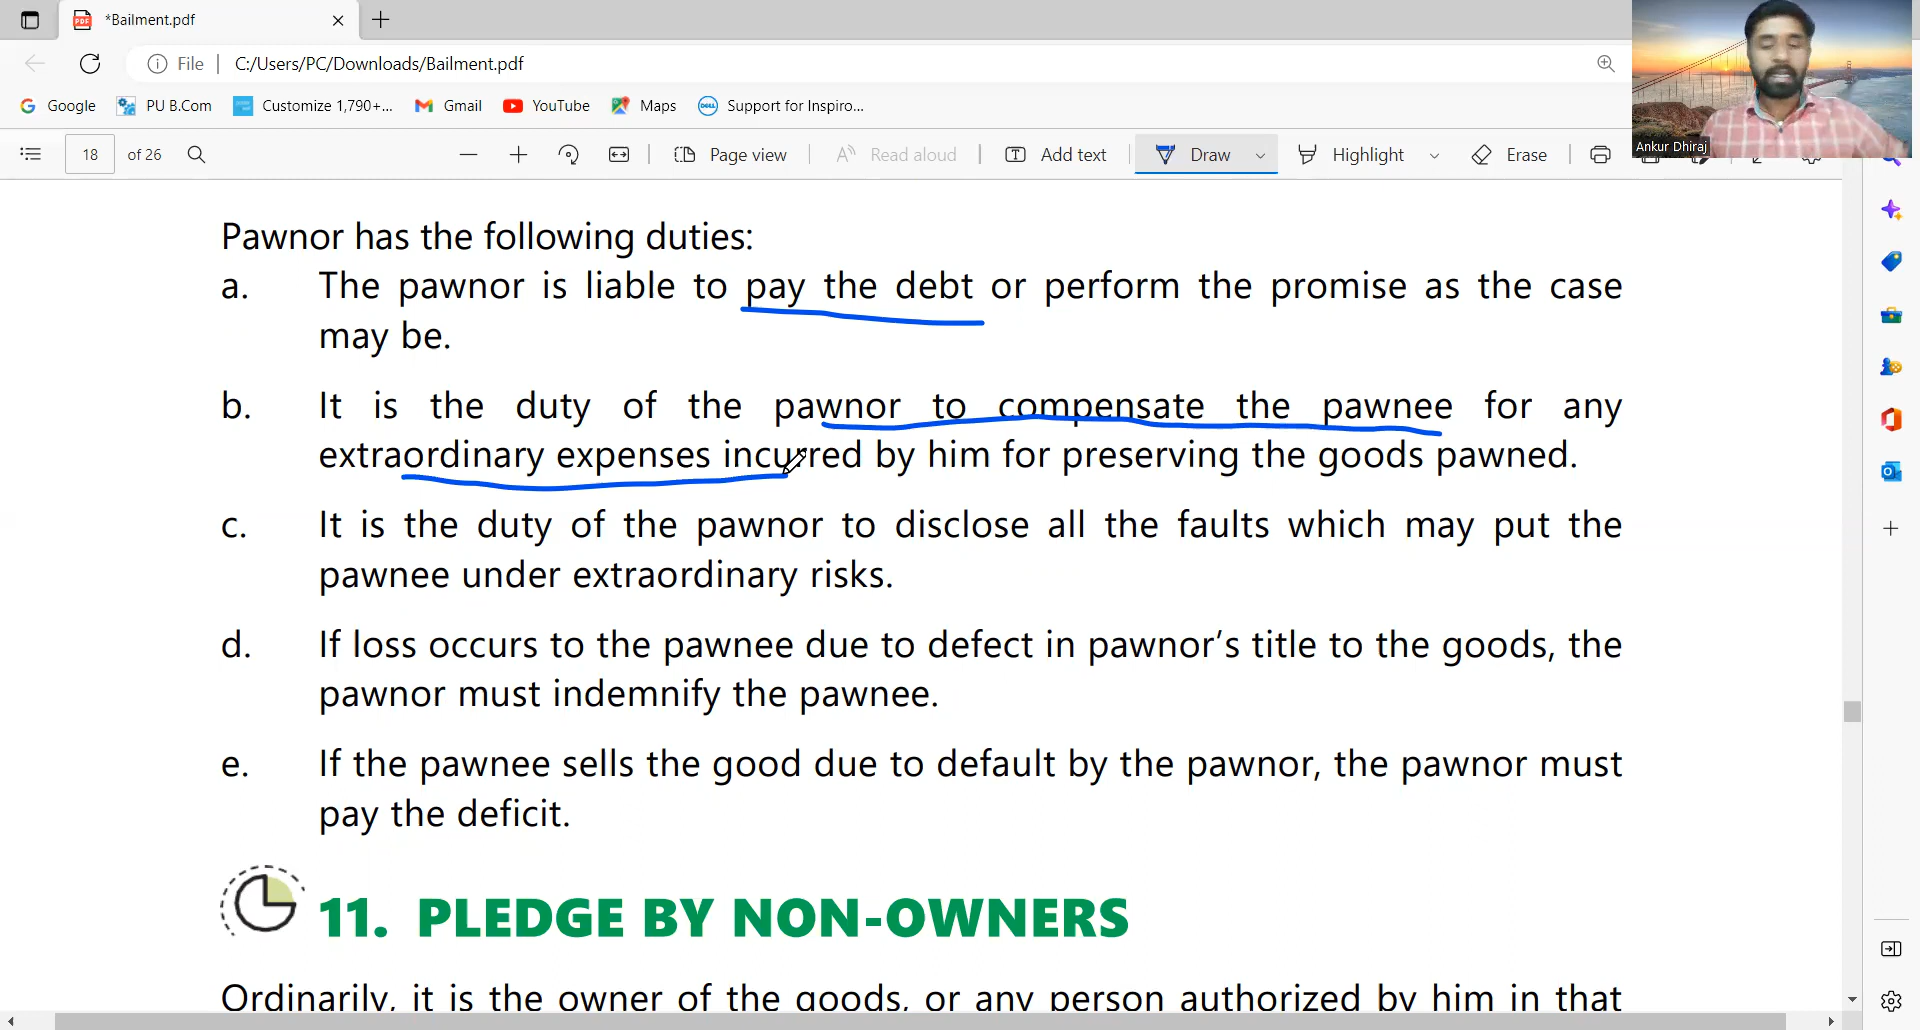 *Bailment.pdf
File
C:/Users/PC/Downloads/Bailment.pdf
Google
PU B.Com
Customize 1,790+...
Gmail
YouTube
Maps
DELL
Support for Inspiro...
18
of 26
Page view
Read aloud
Add text
Draw
Highlight
Erase
Ankur Dhiraj
Pawnor has the following duties:
a. The pawnor is liable to pay the debt or perform the promise as the case
may be.
b. It is the duty of the pawnor to compensate the pawnee for any
extraordinary expenses incurred by him for preserving the goods pawned.
c. It is the duty of the pawnor to disclose all the faults which may put the
pawnee under extraordinary risks.
d. If loss occurs to the pawnee due to defect in pawnor’s title to the goods, the
pawnor must indemnify the pawnee.
e. If the pawnee sells the good due to default by the pawnor, the pawnor must
pay the deficit.
11. PLEDGE BY NON-OWNERS
Ordinarily, it is the owner of the goods, or any person authorized by him in that